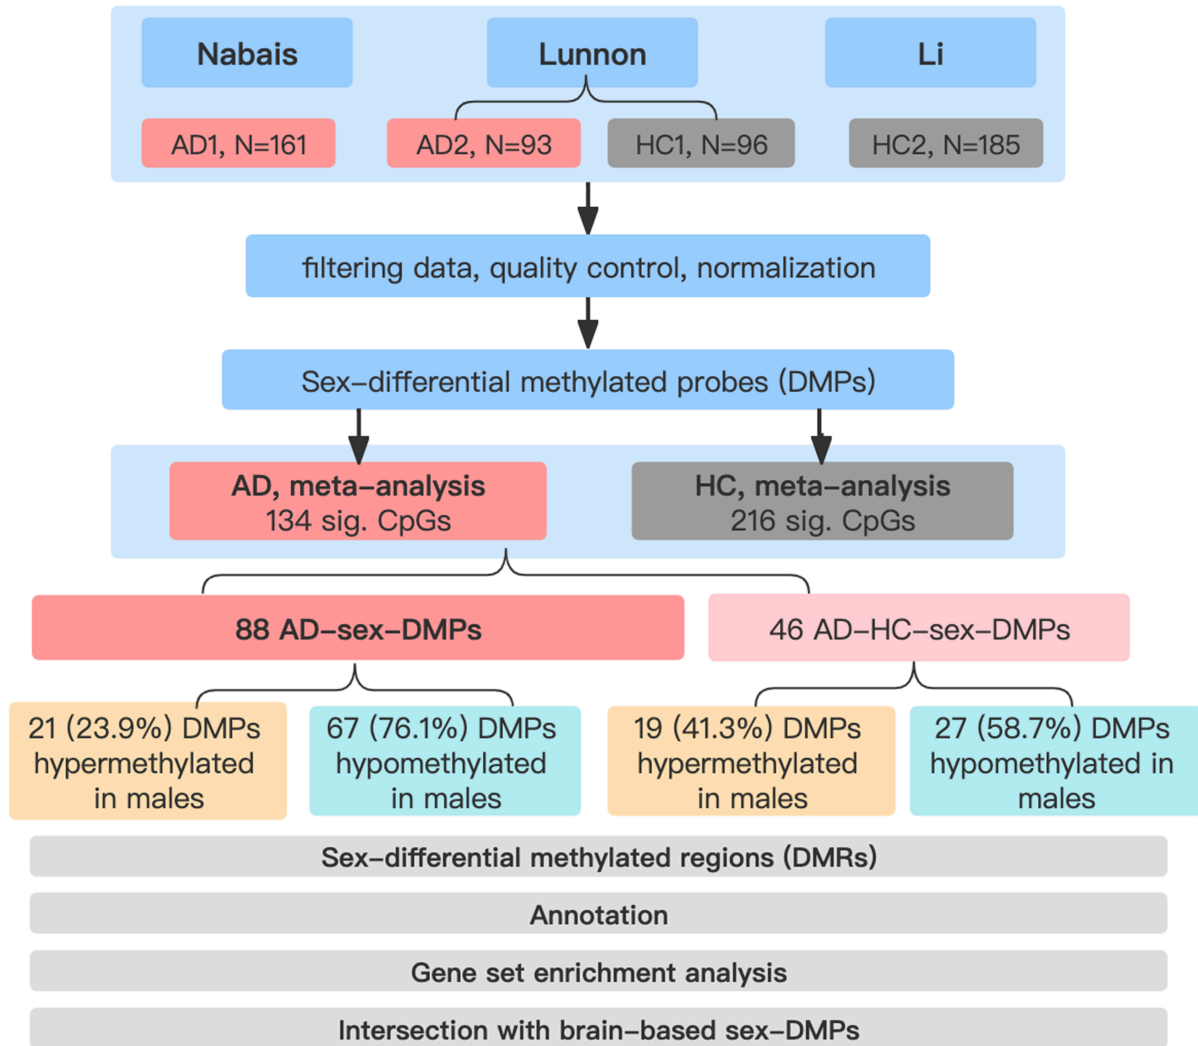 Nabais
Lunnon
Li
AD1, N=161
AD2, N=93
HC1, N=96
HC2, N=185
filtering data, quality control, normalization
Sex-differential methylated probes (DMPs)
AD, meta-analysis
134 sig. CpGs
HC, meta-analysis
216 sig. CpGs
88 AD-sex-DMPs
46 AD-HC-sex-DMPs
21 (23.9%) DMPs
hypermethylated
in males
67 (76.1%) DMPs
hypomethylated
in males
19 (41.3%) DMPs
hypermethylated
in males
27 (58.7%) DMPs
hypomethylated in
males
Sex-differential methylated regions (DMRs)
Annotation
Gene set enrichment analysis
Intersection with brain-based sex-DMPs